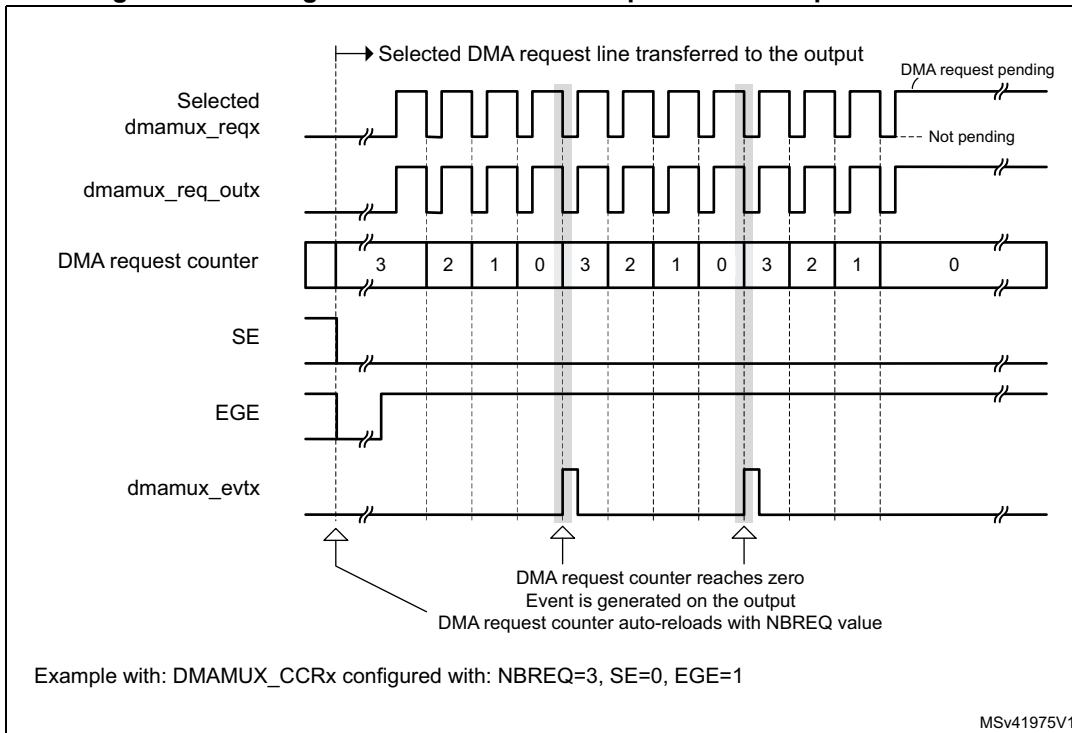 Selected DMA request line transferred to the output
DMA request pending
Selected
dmamux_reqx
Not pending
dmamux_req_outx
DMA request counter
3 2 1 0 3 2 1 0 3 2 1 0
SE
EGE
dmamux_evtx
DMA request counter reaches zero
Event is generated on the output
DMA request counter auto-reloads with NBREQ value
Example with: DMAMUX_CCRx configured with: NBREQ=3, SE=0, EGE=1
MSv41975V1